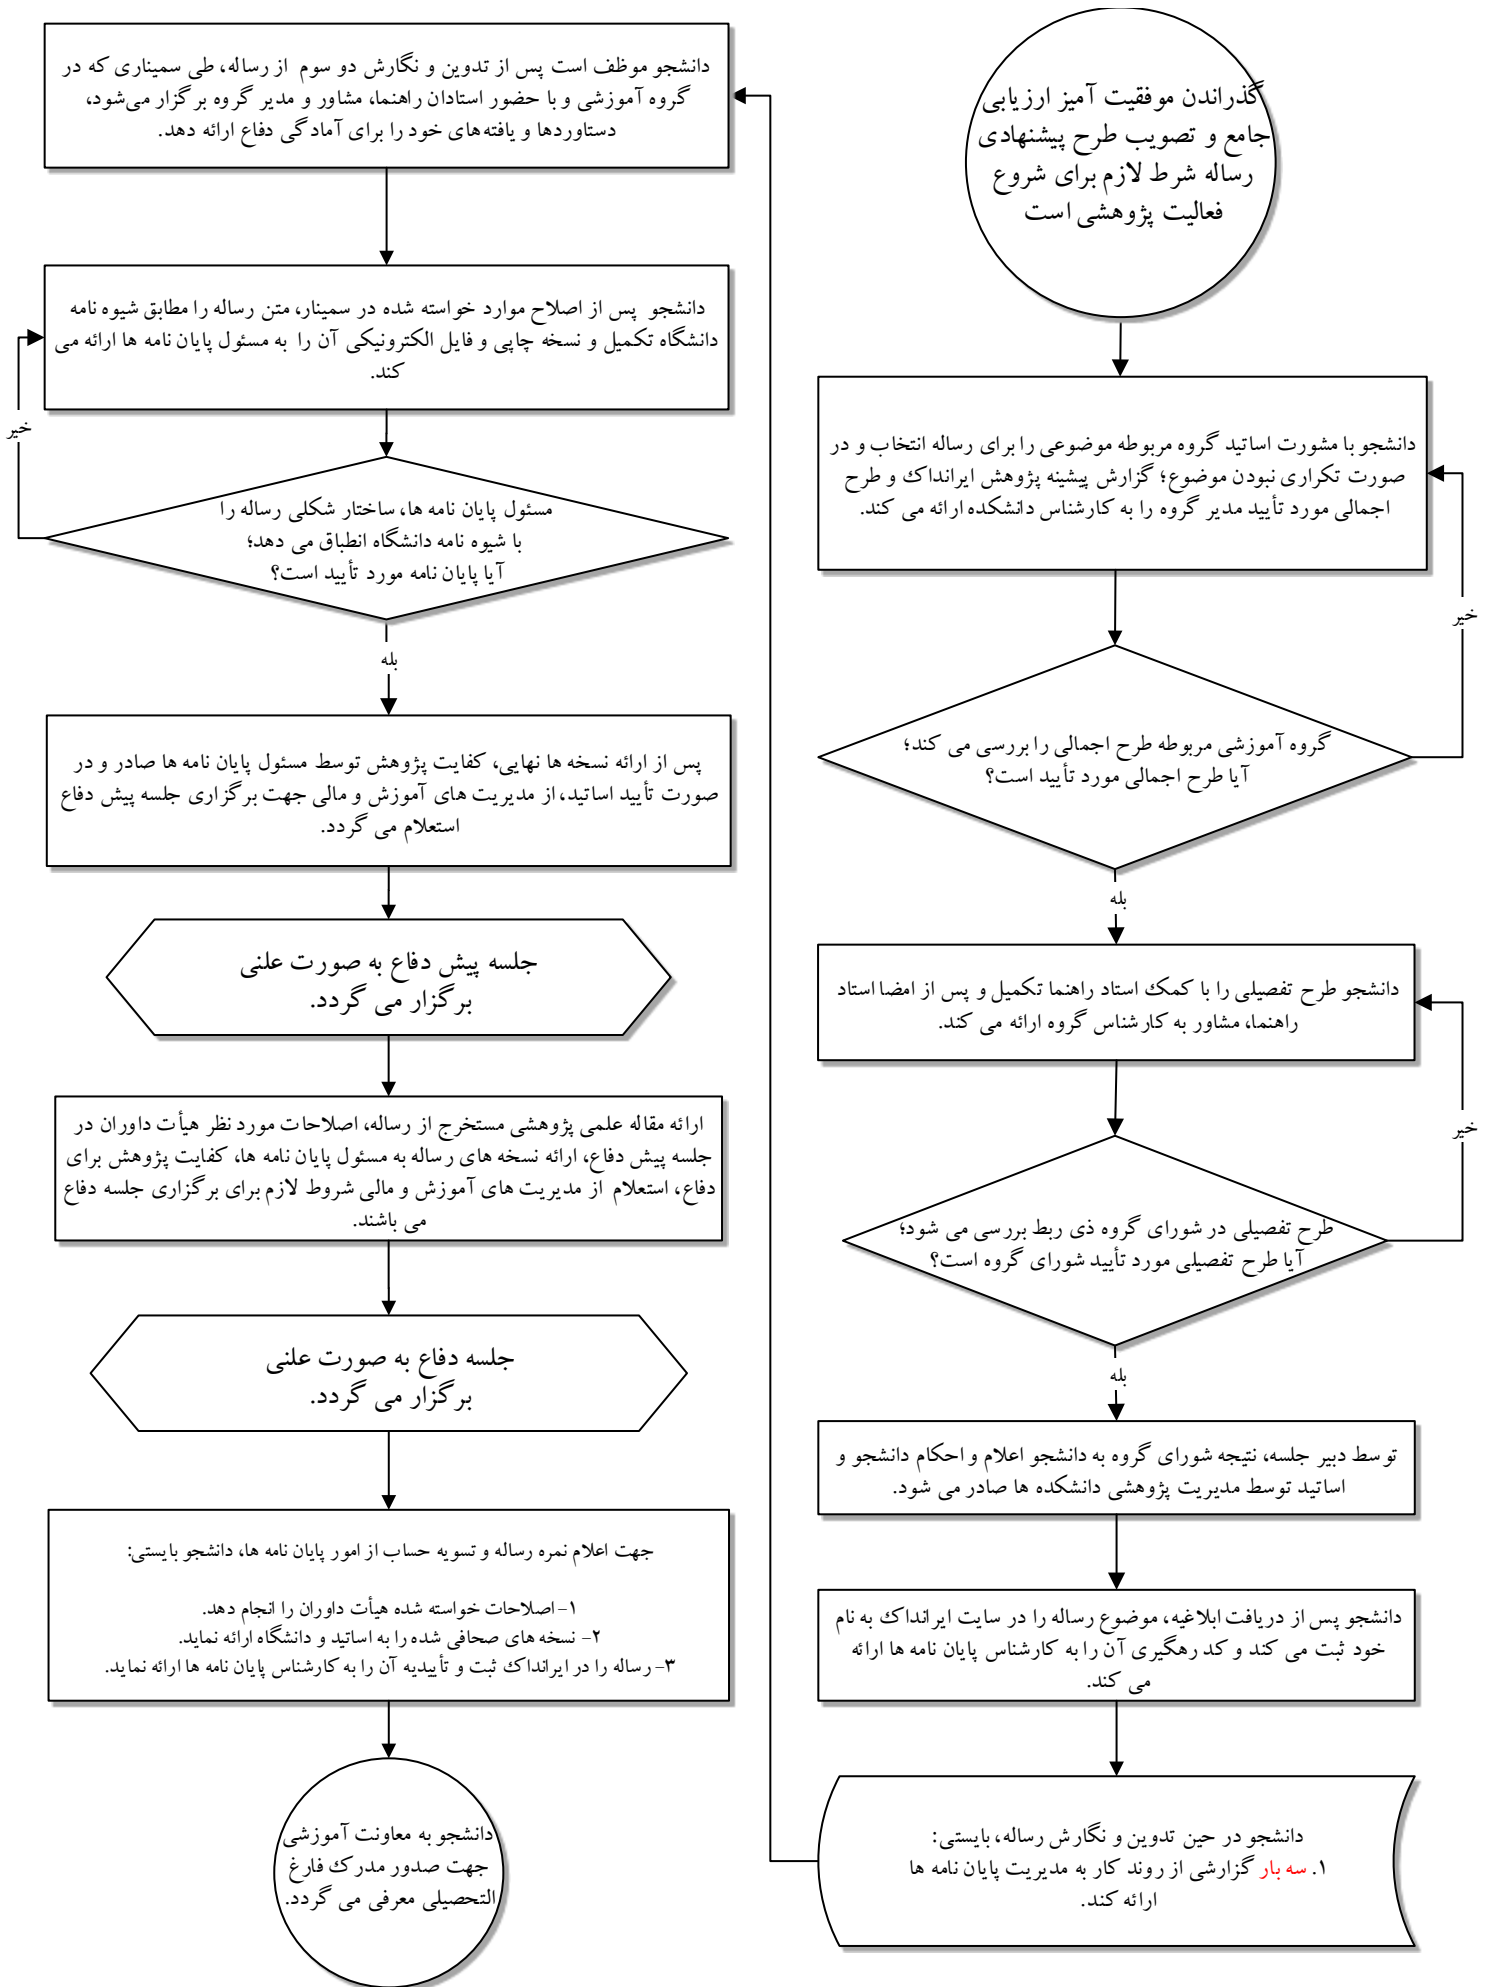 گذراندن موفقیت آمیز ارزیابی
جامع و تصویب طرح پیشنهادی
رساله شرط لازم برای شروع
فعالیت پژوهشی است
دانشجو با مشورت اساتید گروه مربوطه موضوعی را برای رساله انتخاب و در
صورت تکراری نبودن موضوع؛ گزارش پیشینه پژوهش ایرانداک و طرح
اجمالی مورد تأیید مدیر گروه را به کارشناس دانشکده ارائه می کند.
خیر
گروه آموزشی مربوطه طرح اجمالی را بررسی می کند؛
آیا طرح اجمالی مورد تأیید است؟
بله
دانشجو طرح تفصیلی را با کمک استاد راهنما تکمیل و پس از امضا استاد
راهنما، مشاور به کارشناس گروه ارائه می کند.
خیر
طرح تفصیلی در شورای گروه ذی ربط بررسی می شود؛
آیا طرح تفصیلی مورد تأیید شورای گروه است؟
بله
توسط دبیر جلسه، نتیجه شورای گروه به دانشجو اعلام و احکام دانشجو و
اساتید توسط مدیریت پژوهشی دانشکده ها صادر می شود.
دانشجو پس از دریافت ابلاغیه، موضوع رساله را در سایت ایرانداک به نام
خود ثبت می کند و کد رهگیری آن را به کارشناس پایان نامه ها ارائه
می کند.
دانشجو در حین تدوین و نگارش رساله، بایستی:
۱. سه بار گزارشی از روند کار به مدیریت پایان نامه ها
ارائه کند.
دانشجو موظف است پس از تدوین و نگارش دو سوم از رساله، طی سمیناری که در
گروه آموزشی و با حضور استادان راهنما، مشاور و مدیر گروه برگزار می‌شود،
دستاوردها و یافته‌های خود را برای آمادگی دفاع ارائه دهد.
دانشجو پس از اصلاح موارد خواسته شده در سمینار، متن رساله را مطابق شیوه نامه
دانشگاه تکمیل و نسخه چاپی و فایل الکترونیکی آن را به مسئول پایان نامه ها ارائه می
کند.
خیر
مسئول پایان نامه ها، ساختار شکلی رساله را
با شیوه نامه دانشگاه انطباق می دهد؛
آیا پایان نامه مورد تأیید است؟
بله
پس از ارائه نسخه ها نهایی، کفایت پژوهش توسط مسئول پایان نامه ها صادر و در
صورت تأیید اساتید، از مدیریت های آموزش و مالی جهت برگزاری جلسه پیش دفاع
استعلام می گردد.
جلسه پیش دفاع به صورت علنی
برگزار می گردد.
ارائه مقاله علمی پژوهشی مستخرج از رساله، اصلاحات مورد نظر هیأت داوران در
جلسه پیش دفاع، ارائه نسخه های رساله به مسئول پایان نامه ها، کفایت پژوهش برای
دفاع، استعلام از مدیریت های آموزش و مالی شروط لازم برای برگزاری جلسه دفاع
می باشند.
جلسه دفاع به صورت علنی
برگزار می گردد.
جهت اعلام نمره رساله و تسویه حساب از امور پایان نامه ها، دانشجو بایستی:
۱- اصلاحات خواسته شده هیأت داوران را انجام دهد.
۲- نسخه های صحافی شده را به اساتید و دانشگاه ارائه نماید.
۳- رساله را در ایرانداک ثبت و تأییدیه آن را به کارشناس پایان نامه ها ارائه نماید.
دانشجو به معاونت آموزشی
جهت صدور مدرک فارغ
التحصیلی معرفی می گردد.